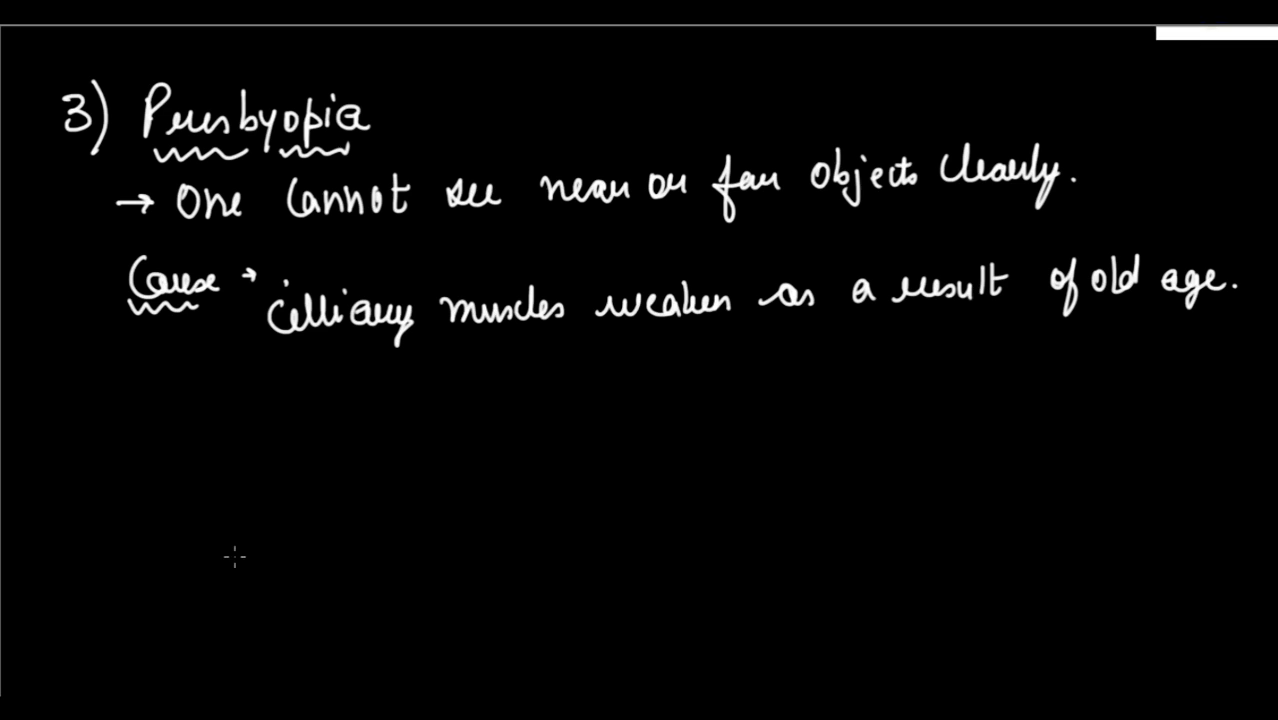 3) Presbyopia
→ One cannot see near or far objects clearly.
Cause → cilliary muscles weaken as a result of old age.